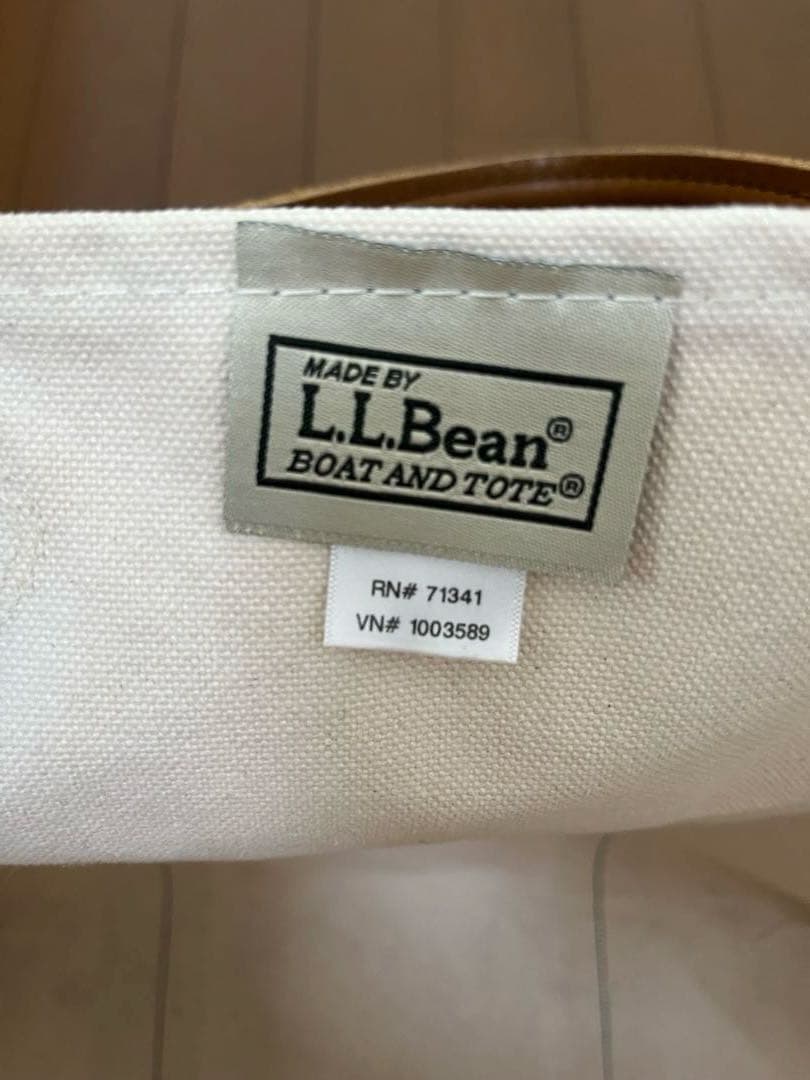 MADE BY
L.L.Bean®
BOAT AND TOTE®
RN# 71341
VN# 1003589